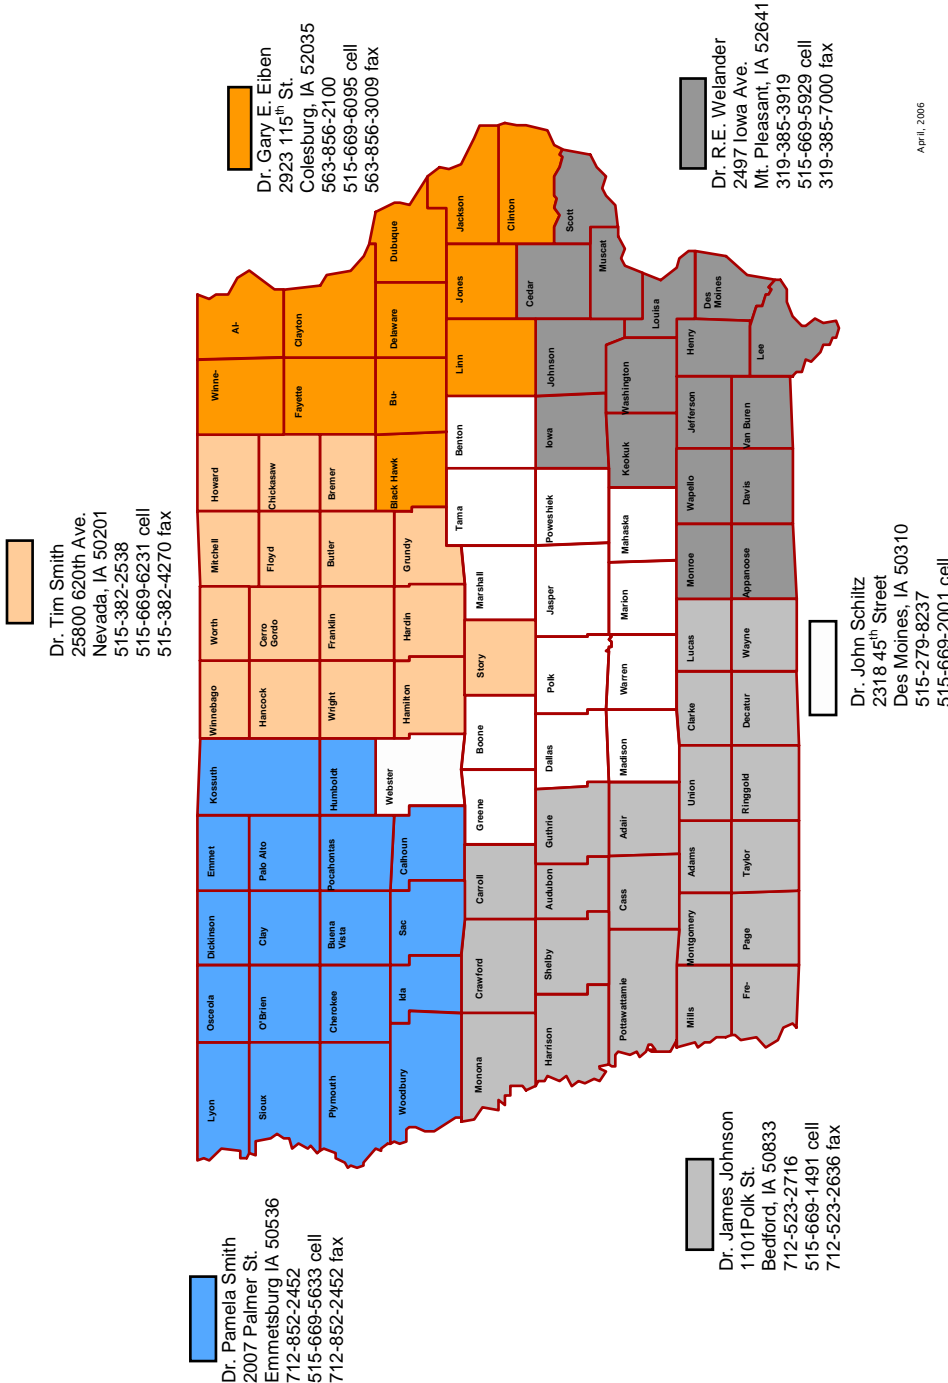 Dr. Pamela Smith
2007 Palmer St.
Emmetsburg IA 50536
712-852-2452
515-669-5633 cell
712-852-2452 fax
Dr. Tim Smith
25800 620th Ave.
Nevada, IA 50201
515-382-2538
515-669-6231 cell
515-382-4270 fax
Dr. Gary E. Eiben
2923 115th St.
Colesburg, IA 52035
563-856-2100
515-669-6095 cell
563-856-3009 fax
Lyon
Osceola
Dickinson
Emmet
Kossuth
Winnebago
Worth
Mitchell
Howard
Winne-
Al-
Sioux
O'Brien
Clay
Palo Alto
Hancock
Cerro
Gordo
Floyd
Chickasaw
Fayette
Clayton
Plymouth
Cherokee
Buena
Vista
Pocahontas
Humboldt
Wright
Franklin
Butler
Bremer
Woodbury
Ida
Sac
Calhoun
Webster
Hamilton
Hardin
Grundy
Black Hawk
Bu-
Delaware
Dubuque
Monona
Crawford
Carroll
Greene
Boone
Story
Marshall
Tama
Benton
Linn
Jones
Jackson
Harrison
Shelby
Audubon
Guthrie
Dallas
Polk
Jasper
Poweshiek
Iowa
Johnson
Cedar
Clinton
Scott
Pottawattamie
Cass
Adair
Madison
Warren
Marion
Mahaska
Keokuk
Washington
Louisa
Muscat
Mills
Montgomery
Adams
Union
Clarke
Lucas
Monroe
Wapello
Jefferson
Henry
Des
Moines
Fre-
Page
Taylor
Ringgold
Decatur
Wayne
Appanoose
Davis
Van Buren
Lee
Dr. James Johnson
1101Polk St.
Bedford, IA 50833
712-523-2716
515-669-1491 cell
712-523-2636 fax
Dr. John Schiltz
2318 45th Street
Des Moines, IA 50310
515-279-8237
515-669-2001 cell
Dr. R.E. Welander
2497 Iowa Ave.
Mt. Pleasant, IA 52641
319-385-3919
515-669-5929 cell
319-385-7000 fax
April, 2006